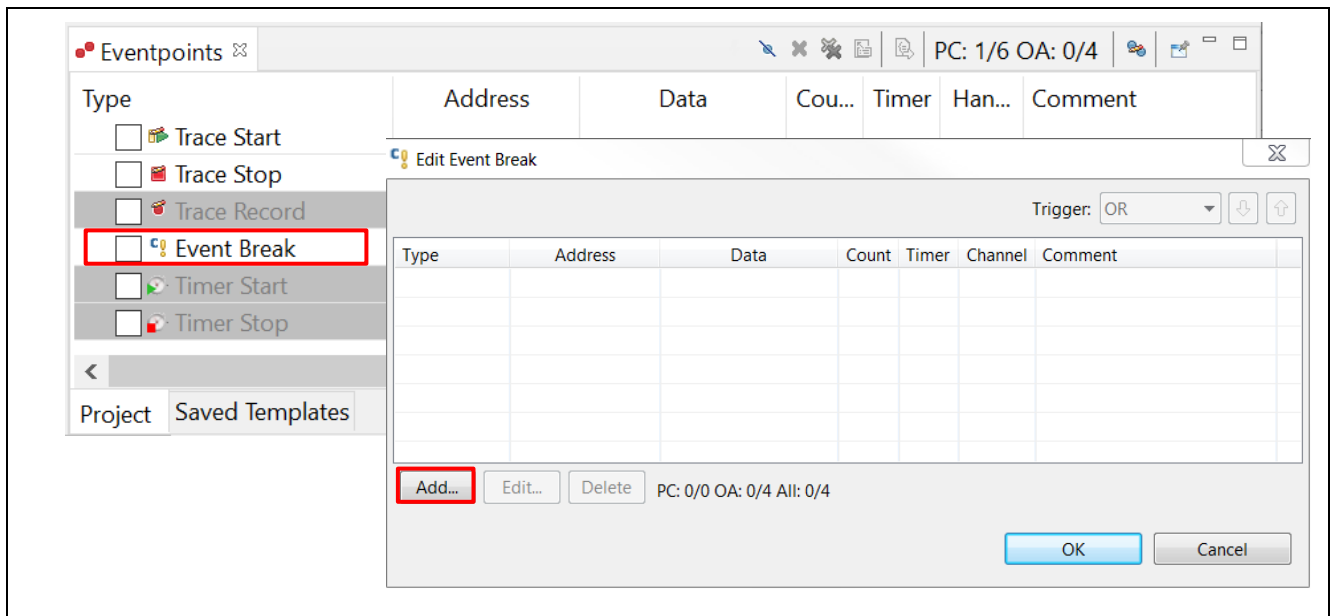 Eventpoints
PC: 1/6 OA: 0/4
Type Address Data Cou... Timer Han... Comment
Trace Start
Trace Stop
Trace Record
Event Break
Timer Start
Timer Stop
Project Saved Templates
Edit Event Break
Trigger: OR
Type Address Data Count Timer Channel Comment
Add... Edit... Delete PC: 0/0 OA: 0/4 All: 0/4
OK Cancel